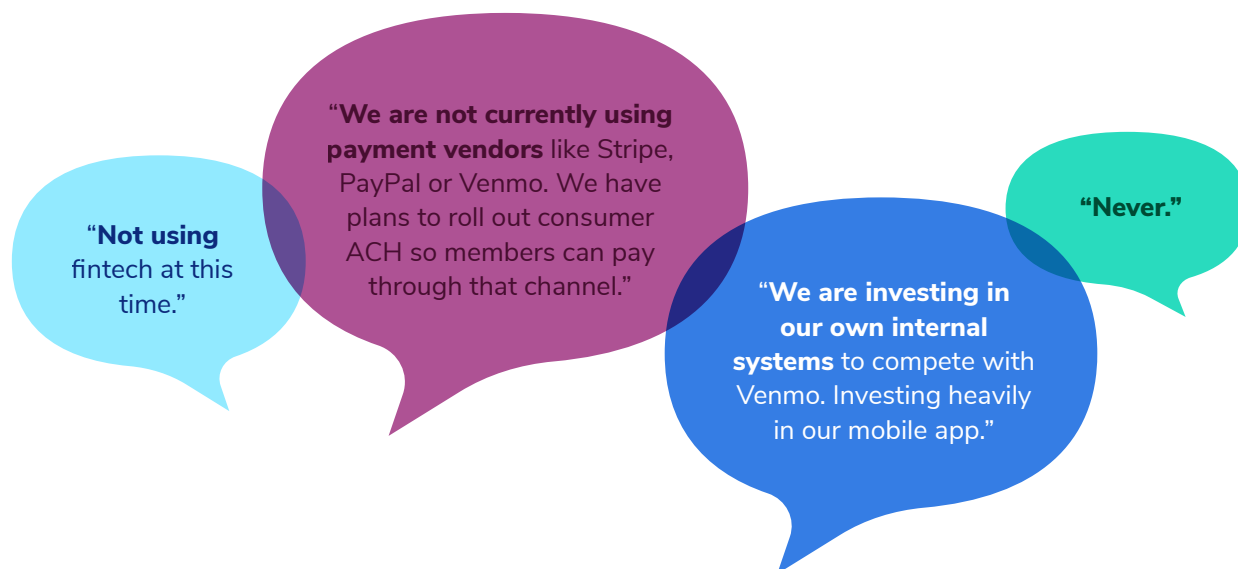 “Not using
fintech at this
time.”
“We are not currently using
payment vendors like Stripe,
PayPal or Venmo. We have
plans to roll out consumer
ACH so members can pay
through that channel.”
“We are investing in
our own internal
systems to compete with
Venmo. Investing heavily
in our mobile app.”
“Never.”